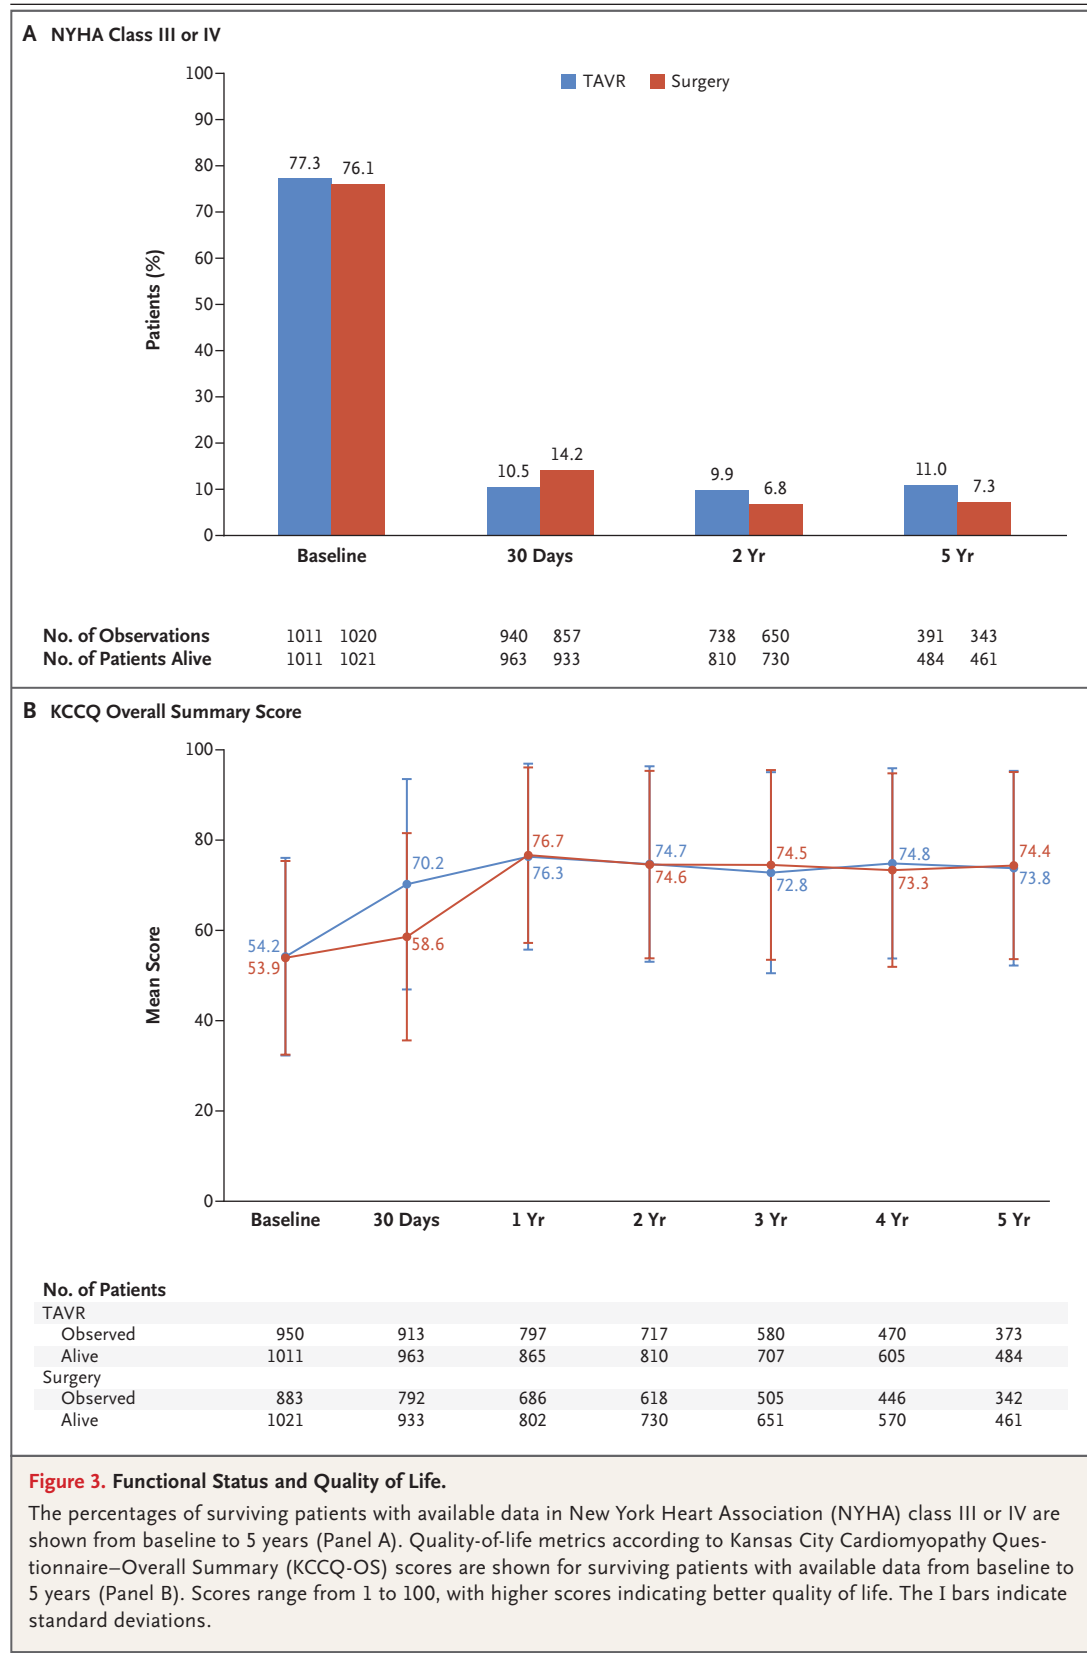 A NYHA Class III or IV
TAVR Surgery
100
90
80
70
60
50
40
30
20
10
0
Patients (%)
77.3 76.1
10.5 14.2
9.9 6.8
11.0 7.3
Baseline 30 Days 2 Yr 5 Yr
No. of Observations 1011 1020 940 857 738 650 391 343
No. of Patients Alive 1011 1021 963 933 810 730 484 461
B KCCQ Overall Summary Score
100
80
60
40
20
0
Mean Score
54.2
53.9
70.2
58.6
76.7
76.3
74.7
74.6
74.5
72.8
74.8
73.3
74.4
73.8
Baseline 30 Days 1 Yr 2 Yr 3 Yr 4 Yr 5 Yr
No. of Patients
TAVR
Observed 950 913 797 717 580 470 373
Alive 1011 963 865 810 707 605 484
Surgery
Observed 883 792 686 618 505 446 342
Alive 1021 933 802 730 651 570 461
Figure 3. Functional Status and Quality of Life.
The percentages of surviving patients with available data in New York Heart Association (NYHA) class III or IV are
shown from baseline to 5 years (Panel A). Quality-of-life metrics according to Kansas City Cardiomyopathy Ques-
tionnaire–Overall Summary (KCCQ-OS) scores are shown for surviving patients with available data from baseline to
5 years (Panel B). Scores range from 1 to 100, with higher scores indicating better quality of life. The I bars indicate
standard deviations.